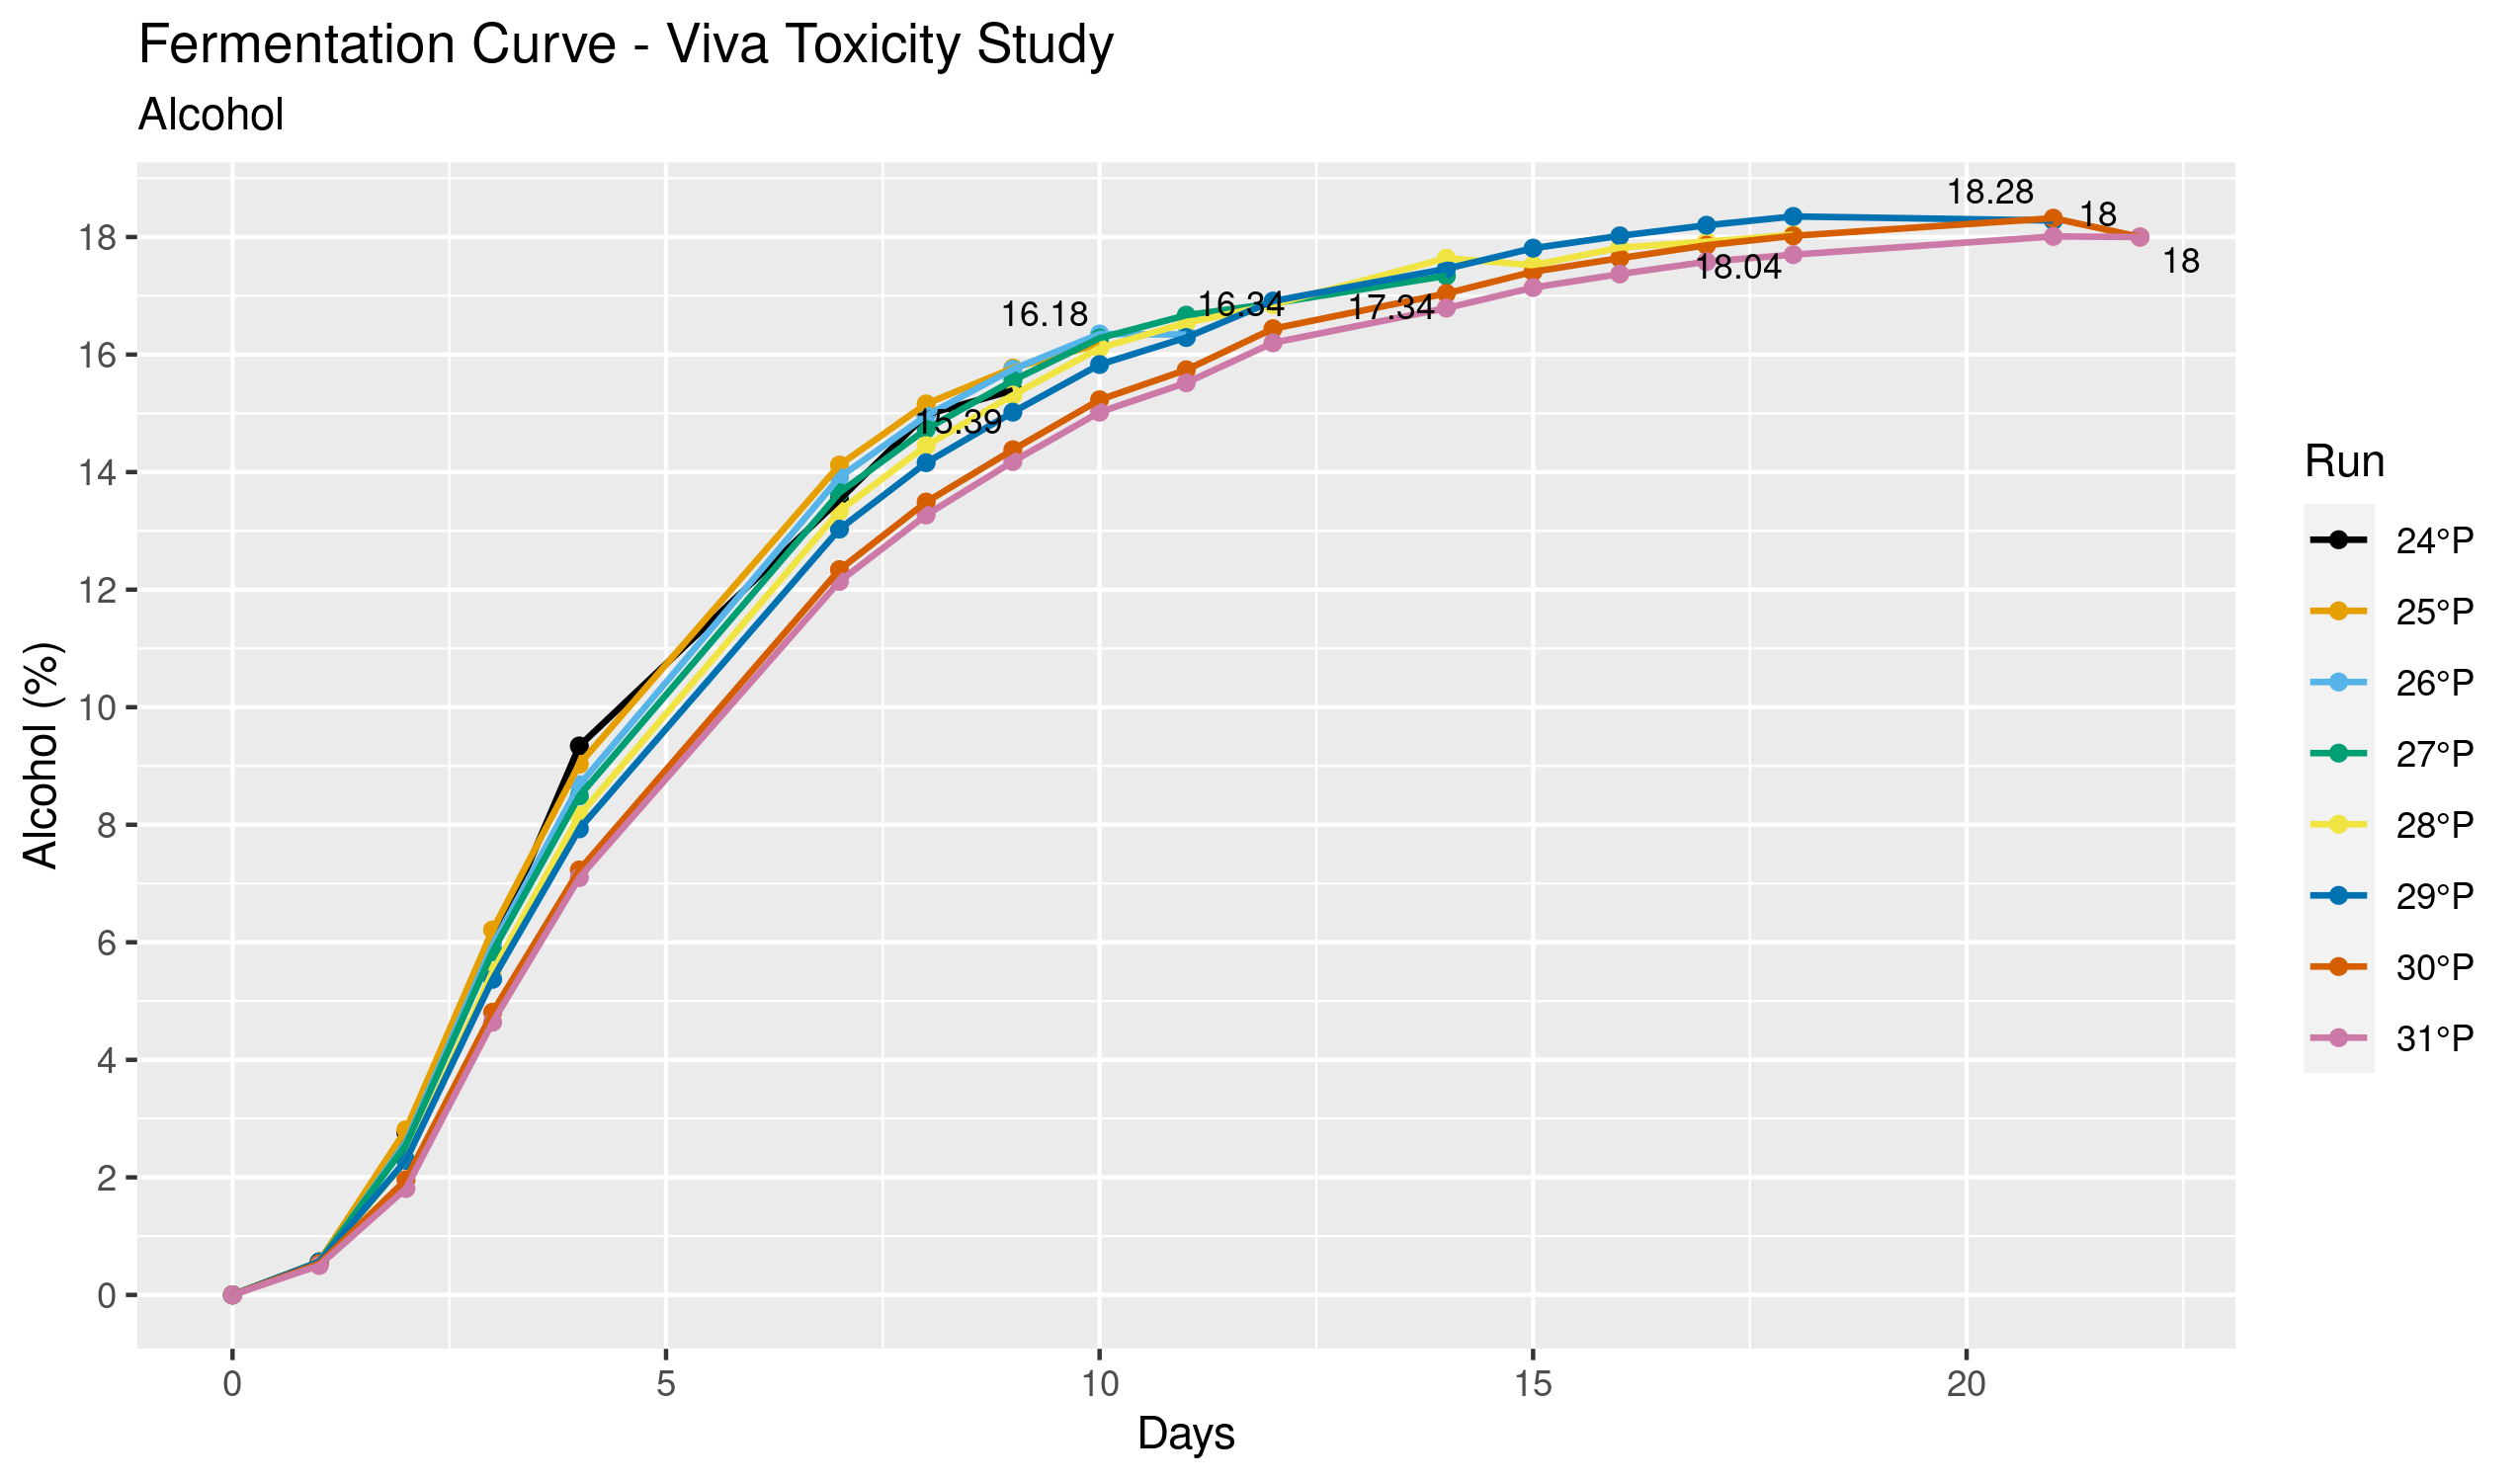 Fermentation Curve - Viva Toxicity Study
Alcohol
18.28
18
18
18.04
16.18
16.34
17.34
15.39
18
16
14
12
10
8
6
4
2
0
Alcohol (%)
0 5 10 15 20
Days
Run
24°P
25°P
26°P
27°P
28°P
29°P
30°P
31°P